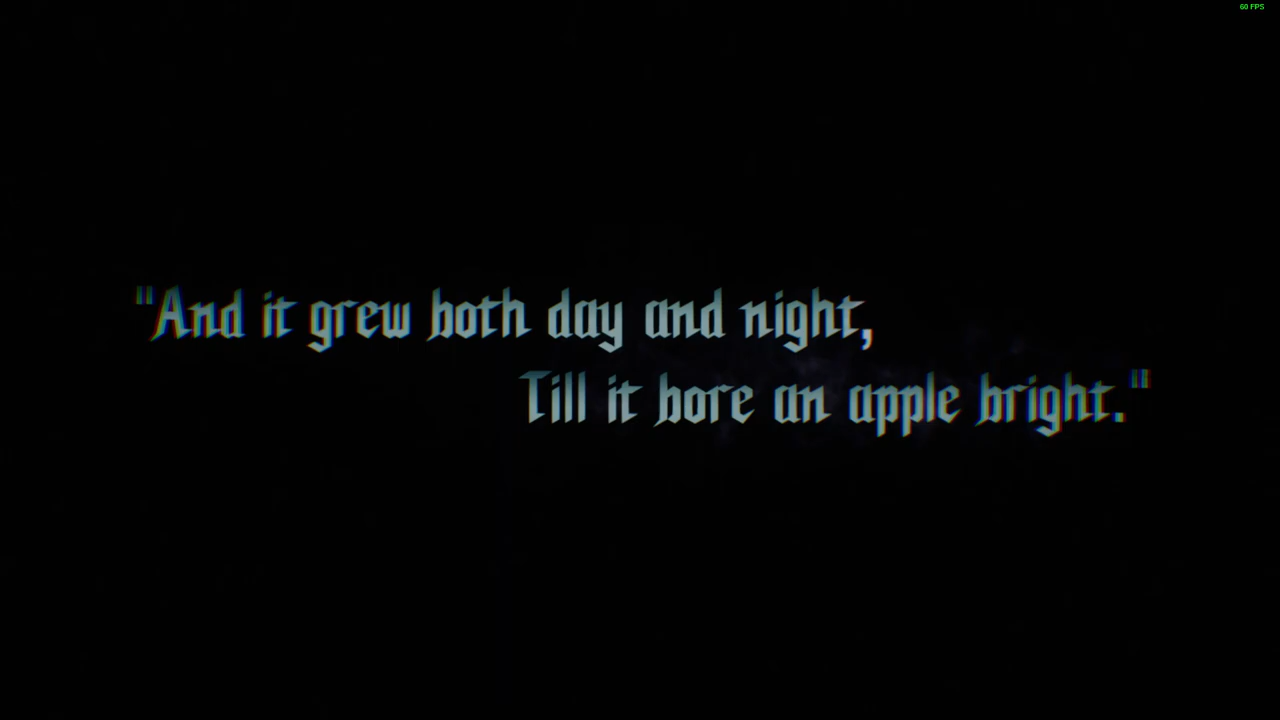 60 FPS
"And it grew both day and night,
Till it bore an apple bright."